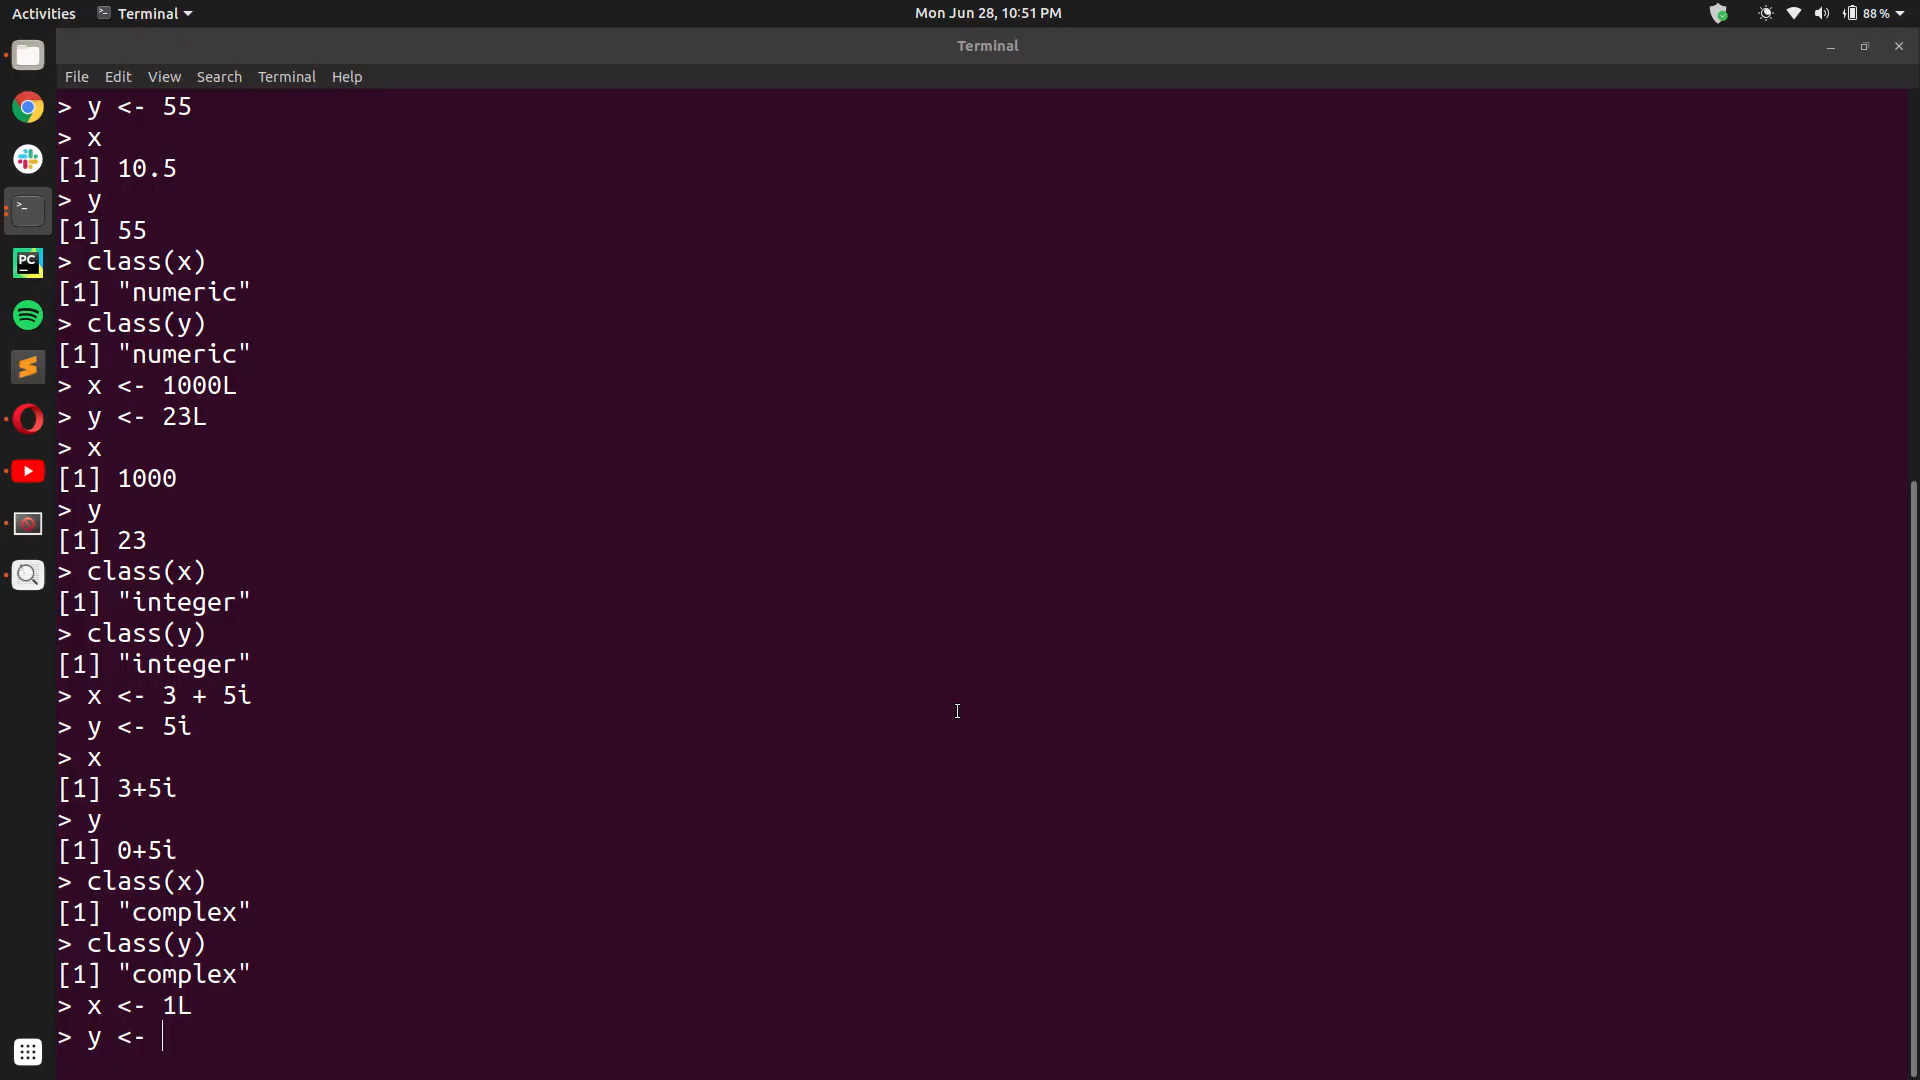 Activities
Terminal
Mon Jun 28, 10:51 PM
88 %
Terminal
File Edit View Search Terminal Help
> y <- 55
> x
[1] 10.5
> y
[1] 55
> class(x)
[1] "numeric"
> class(y)
[1] "numeric"
> x <- 1000L
> y <- 23L
> x
[1] 1000
> y
[1] 23
> class(x)
[1] "integer"
> class(y)
[1] "integer"
> x <- 3 + 5i
> y <- 5i
> x
[1] 3+5i
> y
[1] 0+5i
> class(x)
[1] "complex"
> class(y)
[1] "complex"
> x <- 1L
> y <-
>_
PC